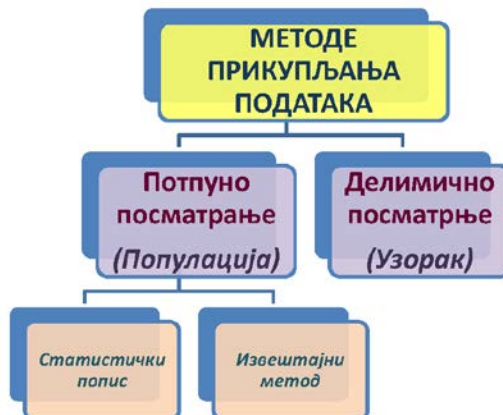 МЕТОДЕ
ПРИКУПЉАЊА
ПОДАТАКА
Потпуно
посматрање
(Популација)
Делимично
посматрње
(Узорак)
Статистички
попис
Извештајни
метод